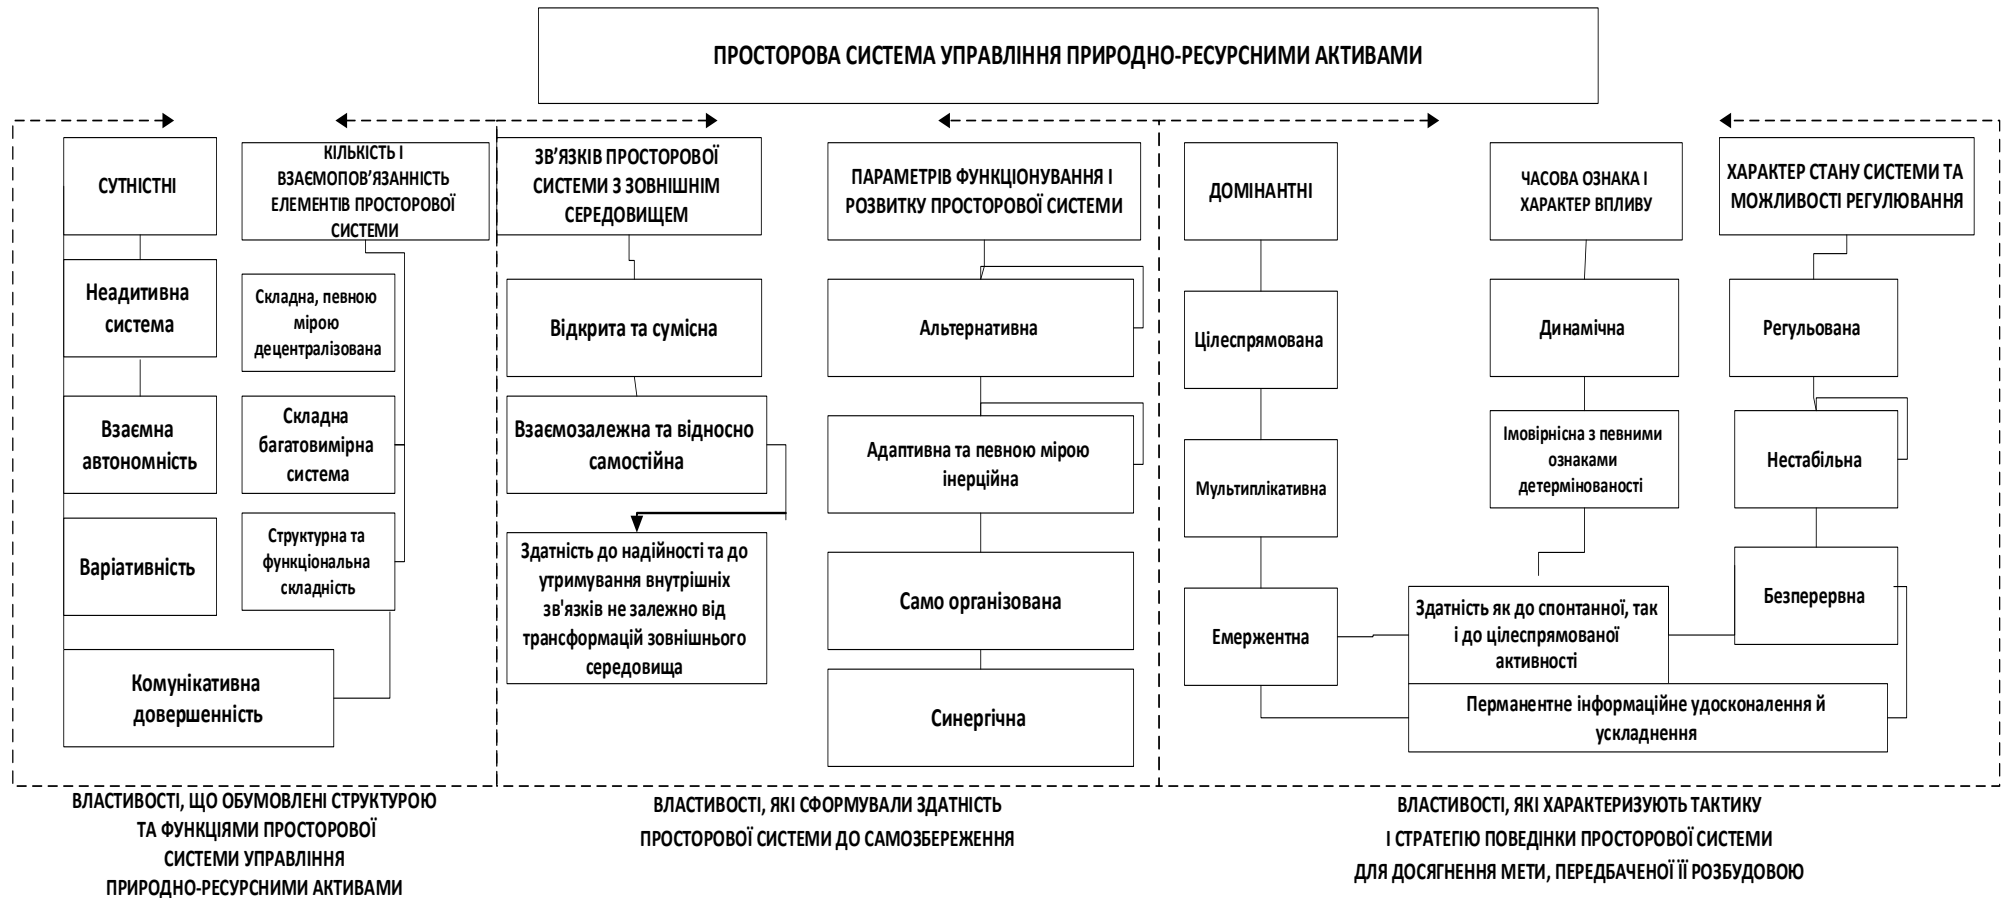 ПРОСТОРОВА СИСТЕМА УПРАВЛІННЯ ПРИРОДНО-РЕСУРСНИМИ АКТИВАМИ
СУТНІСТНІ
Неадитивна
система
Взаємна
автономність
Варіативність
Комунікативна
довершенність
КІЛЬКІСТЬ І
ВЗАЄМОПОВ’ЯЗАННІСТЬ
ЕЛЕМЕНТІВ ПРОСТОРОВОЇ
СИСТЕМИ
Складна, певною
мірою
децентралізована
Складна
багатовимірна
система
Структурна та
функціональна
складність
ВЛАСТИВОСТІ, ЩО ОБУМОВЛЕНІ СТРУКТУРОЮ
ТА ФУНКЦІЯМИ ПРОСТОРОВОЇ
СИСТЕМИ УПРАВЛІННЯ
ПРИРОДНО-РЕСУРСНИМИ АКТИВАМИ
ЗВ’ЯЗКІВ ПРОСТОРОВОЇ
СИСТЕМИ З ЗОВНІШНІМ
СЕРЕДОВИЩЕМ
Відкрита та сумісна
Взаємозалежна та відносно
самостійна
Здатність до надійності та до
утримування внутрішніх
зв'язків не залежно від
трансформацій зовнішнього
середовища
ПАРАМЕТРІВ ФУНКЦІОНУВАННЯ І
РОЗВИТКУ ПРОСТОРОВОЇ СИСТЕМИ
Альтернативна
Адаптивна та певною мірою
інерційна
Само організована
Синергічна
ВЛАСТИВОСТІ, ЯКІ СФОРМУВАЛИ ЗДАТНІСТЬ
ПРОСТОРОВОЇ СИСТЕМИ ДО САМОЗБЕРЕЖЕННЯ
ДОМІНАНТНІ
Цілеспрямована
Мультиплікативна
Емержентна
ЧАСОВА ОЗНАКА І
ХАРАКТЕР ВПЛИВУ
Динамічна
Імовірнісна з певними
ознаками
детермінованості
Здатність як до спонтанної, так
і до цілеспрямованої
активності
ХАРАКТЕР СТАНУ СИСТЕМИ ТА
МОЖЛИВОСТІ РЕГУЛЮВАННЯ
Регульована
Нестабільна
Безперервна
Перманентне інформаційне удосконалення й
ускладнення
ВЛАСТИВОСТІ, ЯКІ ХАРАКТЕРИЗУЮТЬ ТАКТИКУ
І СТРАТЕГІЮ ПОВЕДІНКИ ПРОСТОРОВОЇ СИСТЕМИ
ДЛЯ ДОСЯГНЕННЯ МЕТИ, ПЕРЕДБАЧЕНОЇ ЇЇ РОЗБУДОВОЮ